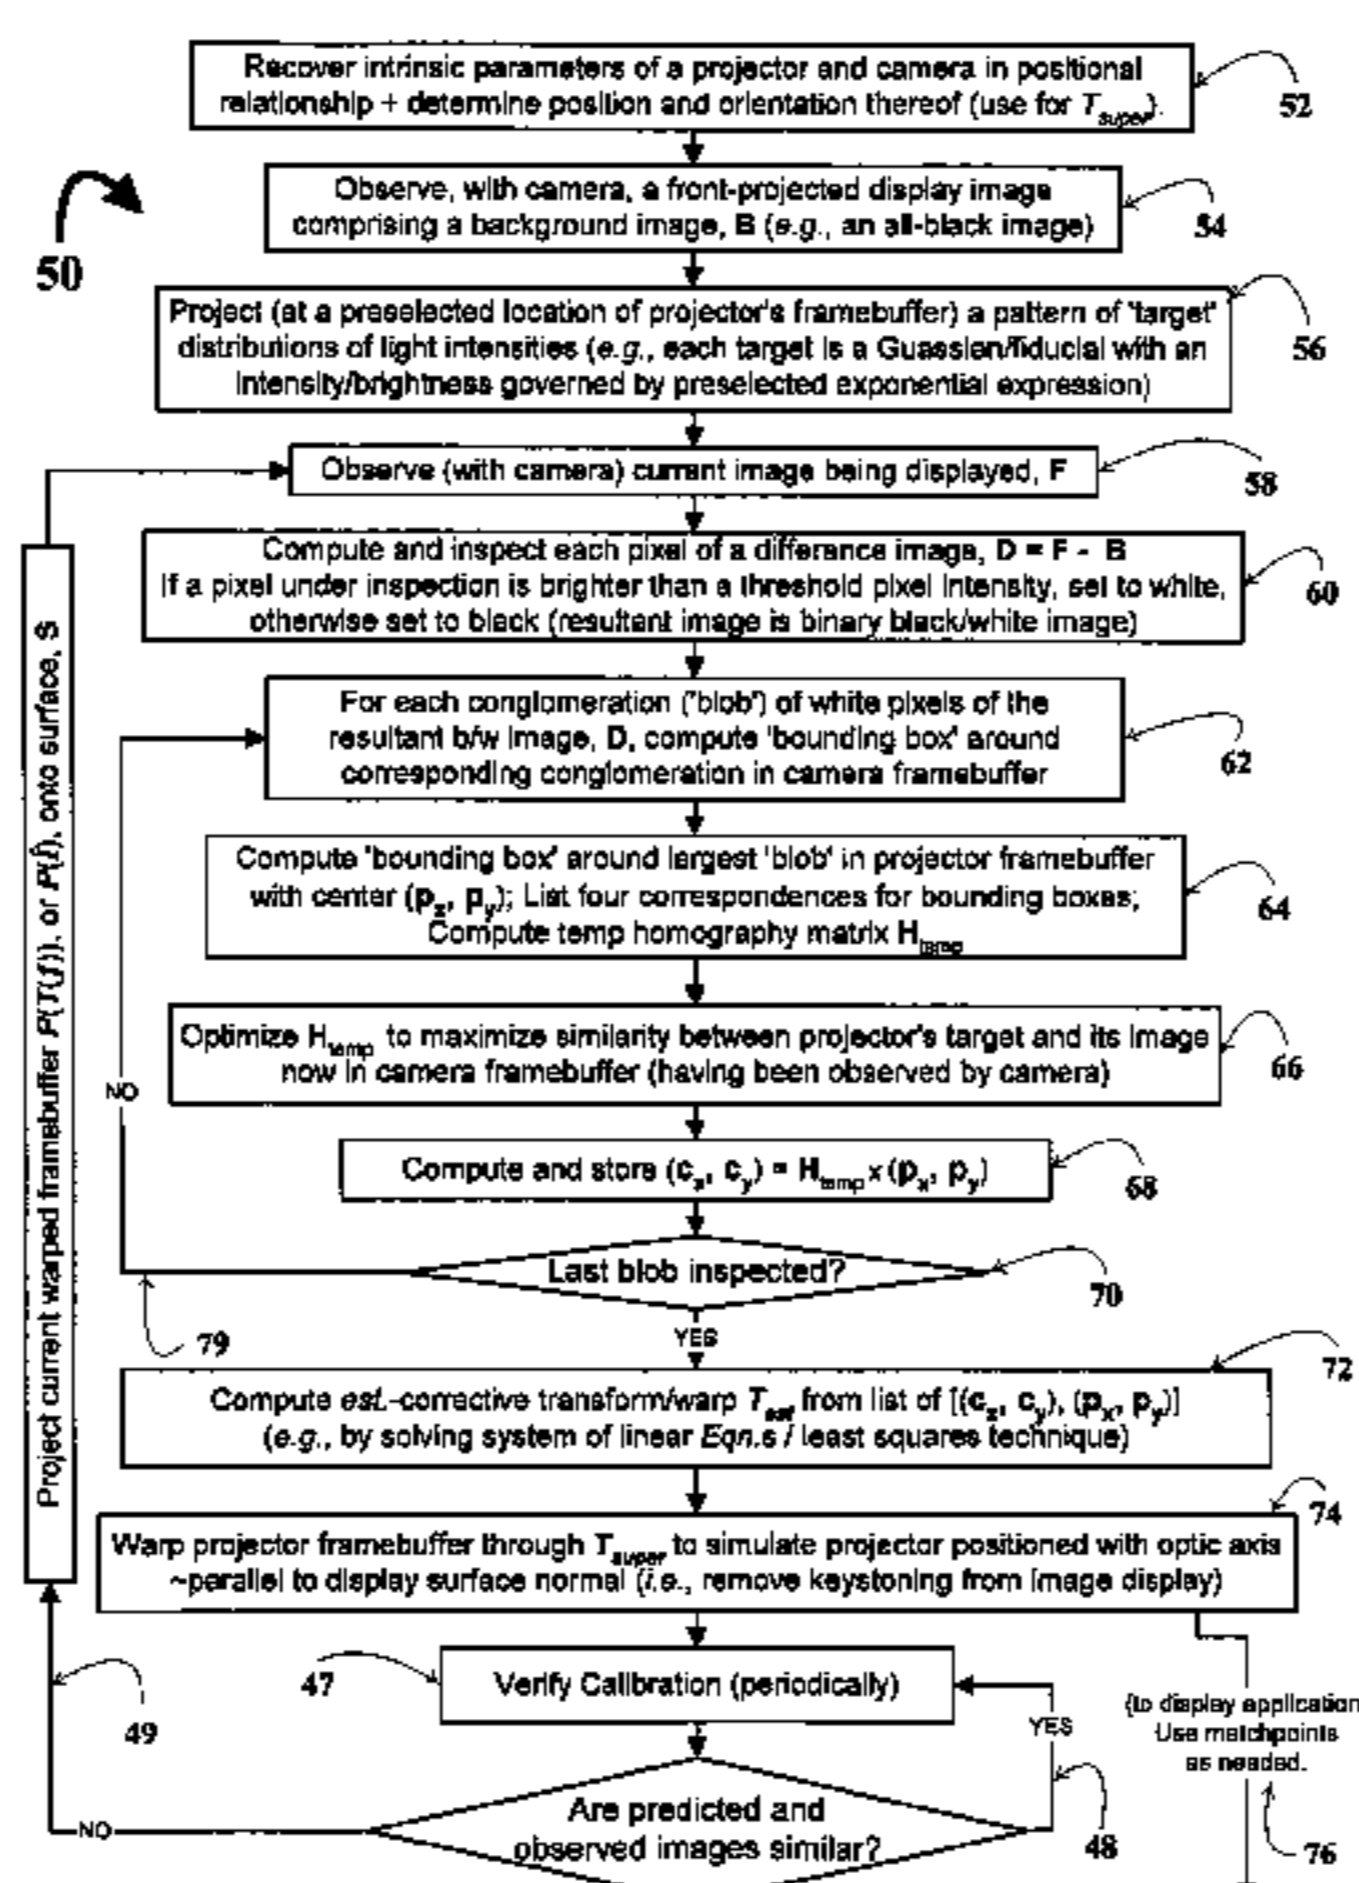 Recover intrinsic parameters of a projector and camera in positional
relationship + determine position and orientation thereof (use for T_super).
52
Observe, with camera, a front-projected display image
comprising a background image, B (e.g., an all-black image)
54
50
Project (at a preselected location of projector's framebuffer) a pattern of 'target'
distributions of light intensities (e.g., each target is a Guassian/fiducial with an
intensity/brightness governed by preselected exponential expression)
56
Observe (with camera) current image being displayed, F
58
Compute and inspect each pixel of a difference image, D = F - B
If a pixel under inspection is brighter than a threshold pixel intensity, set to white,
otherwise set to black (resultant image is binary black/white image)
60
For each conglomeration ('blob') of white pixels of the
resultant b/w image, D, compute 'bounding box' around
corresponding conglomeration in camera framebuffer
62
Compute 'bounding box' around largest 'blob' in projector framebuffer
with center (p_x, p_y); List four correspondences for bounding boxes;
Compute temp homography matrix H_temp
64
Optimize H_temp to maximize similarity between projector's target and its image
now in camera framebuffer (having been observed by camera)
66
NO
Compute and store (c_x, c_y) = H_temp x (p_x, p_y)
68
Last blob inspected?
70
79
YES
Compute est.-corrective transform/warp T_est from list of [(c_x, c_y), (p_x, p_y)]
(e.g., by solving system of linear Eqn.s / least squares technique)
72
Warp projector framebuffer through T_super to simulate projector positioned with optic axis
~parallel to display surface normal (i.e., remove keystoning from image display)
74
Project current warped framebuffer P(T(f)), or P(Î), onto surface, S
47
Verify Calibration (periodically)
49
YES
{to display application
Use matchpoints
as needed.
Are predicted and
observed images similar?
NO
48
76